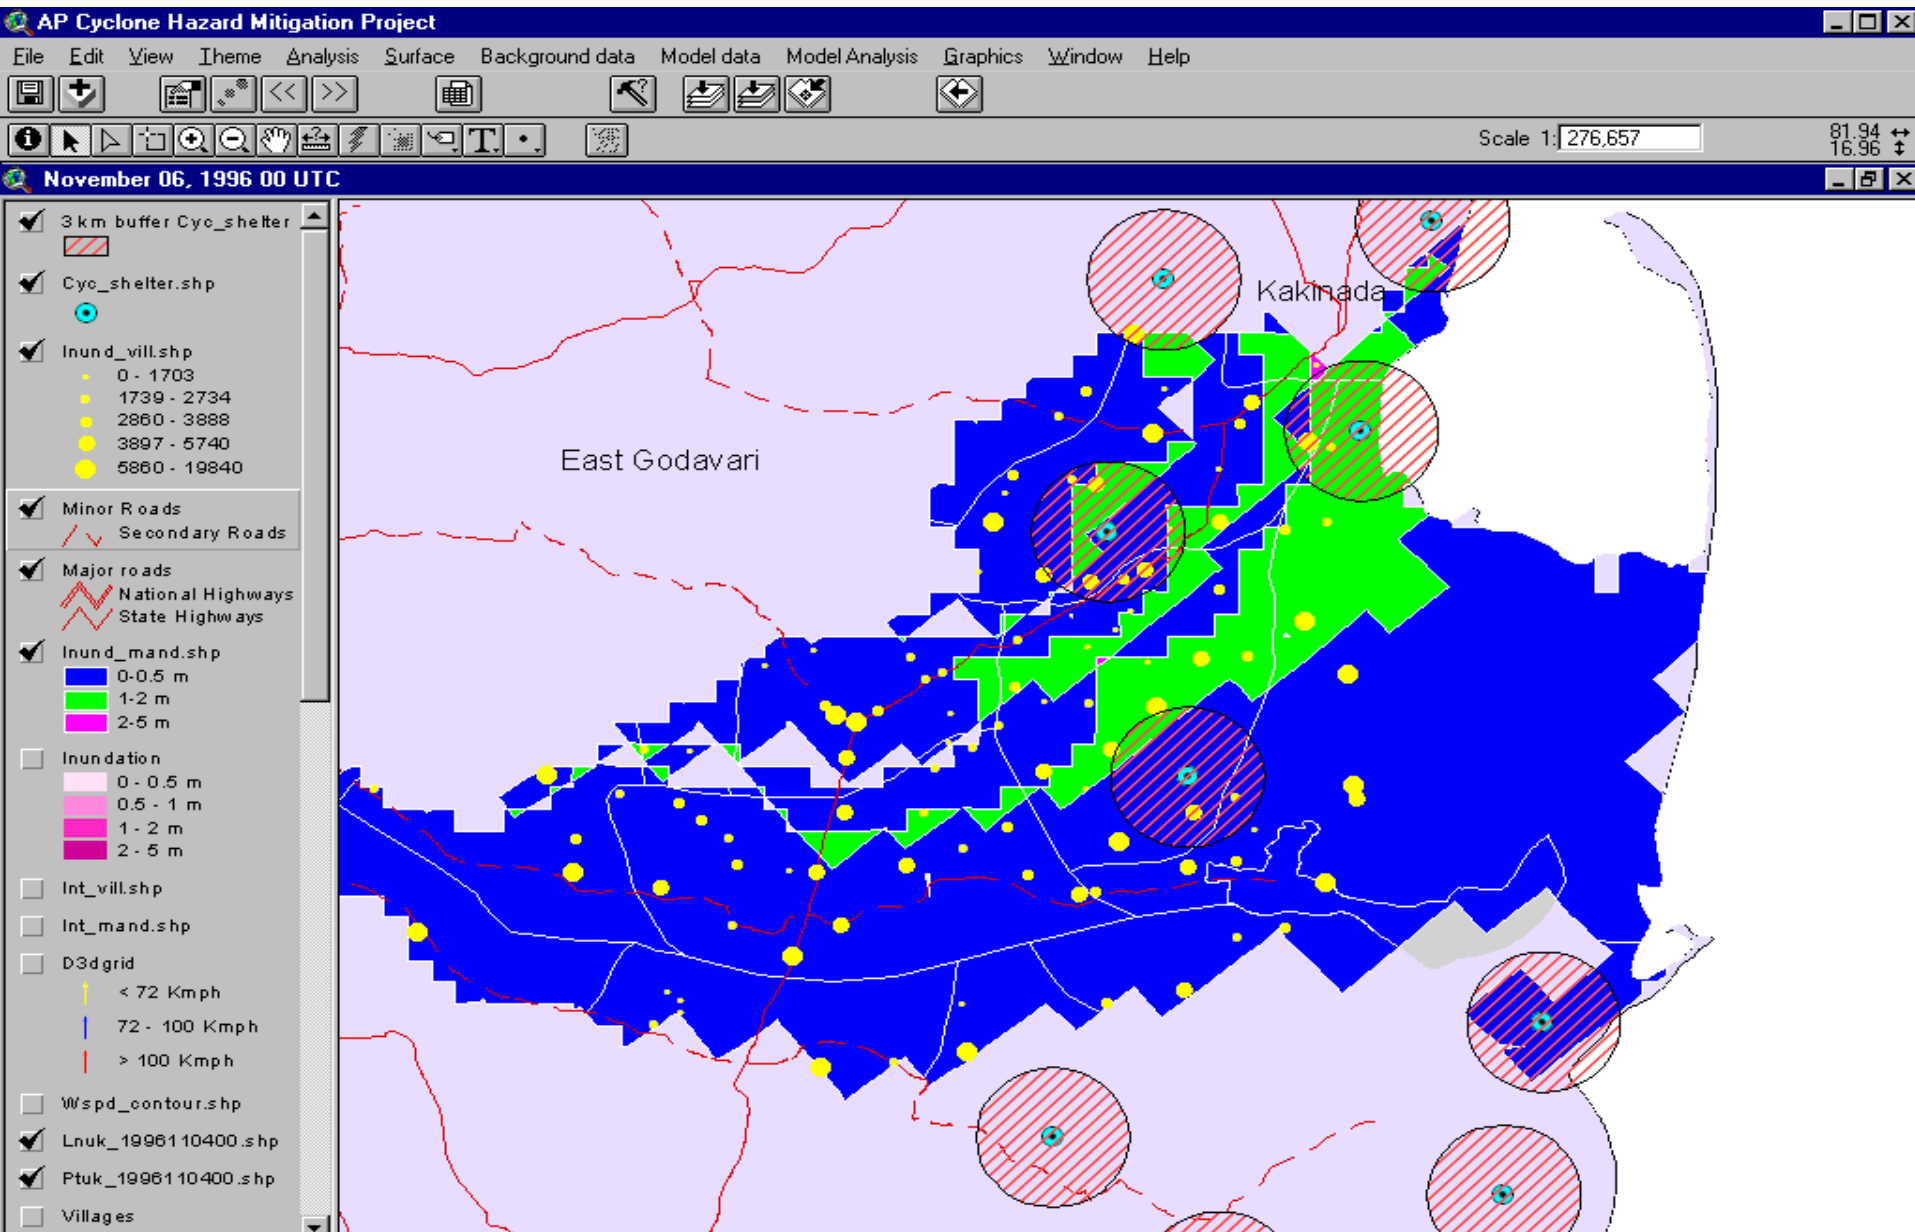 AP Cyclone Hazard Mitigation Project
File Edit View Theme Analysis Surface Background data Model data Model Analysis Graphics Window Help
<< >>
T
Scale 1: 276,657
81.94
16.96
November 06, 1996 00 UTC
3 km buffer Cyc_shelter
Cyc_shelter.shp
Inund_vill.shp
0 - 1703
1739 - 2734
2860 - 3888
3897 - 5740
5860 - 19840
Minor Roads
Secondary Roads
Major roads
National Highways
State Highways
Inund_mand.shp
0-0.5 m
1-2 m
2-5 m
Inundation
0 - 0.5 m
0.5 - 1 m
1 - 2 m
2 - 5 m
Int_vill.shp
Int_mand.shp
D3dgrid
< 72 Kmph
72 - 100 Kmph
> 100 Kmph
Wspd_contour.shp
Lnuk_1996110400.shp
Ptuk_1996110400.shp
Villages
Kakinada
East Godavari